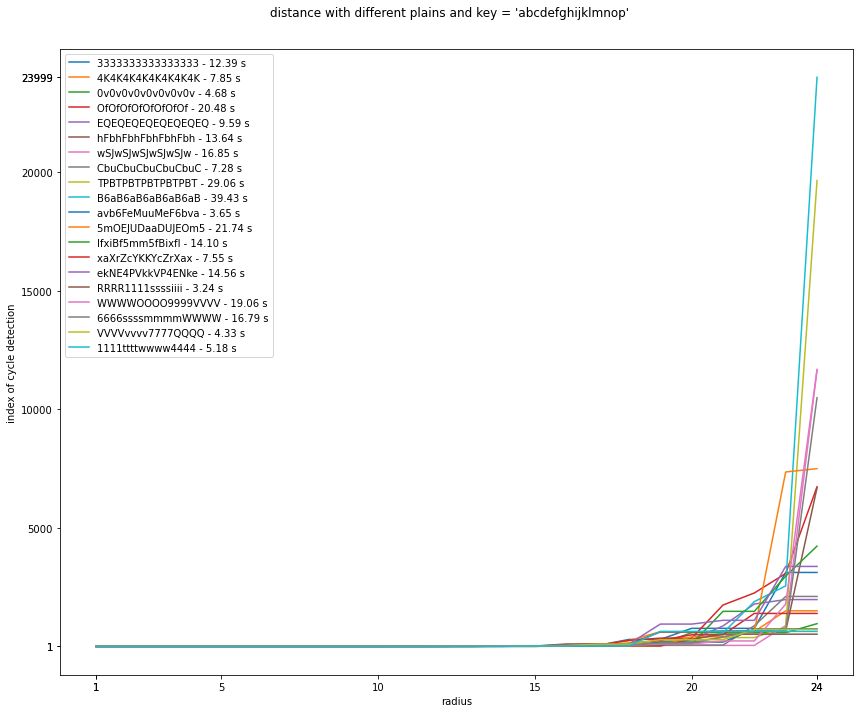 distance with different plains and key = 'abcdefghijklmnop'
3333333333333333 - 12.39 s
4K4K4K4K4K4K4K4K - 7.85 s
0v0v0v0v0v0v0v0v - 4.68 s
OfOfOfOfOfOfOfOf - 20.48 s
EQEQEQEQEQEQEQEQ - 9.59 s
hFbhFbhFbhFbhFbh - 13.64 s
wSJwSJwSJwSJwSJw - 16.85 s
CbuCbuCbuCbuCbuC - 7.28 s
TPBTPBTPBTPBTPBT - 29.06 s
B6aB6aB6aB6aB6aB - 39.43 s
avb6FeMuuMeF6bva - 3.65 s
5mOEJUDaaDUJEOm5 - 21.74 s
IfxiBf5mm5fBixfI - 14.10 s
xaXrZcYKKYcZrXax - 7.55 s
ekNE4PVkkVP4ENke - 14.56 s
RRRR1111ssssiiii - 3.24 s
WWWWOOOO9999VVVV - 19.06 s
6666ssssmmmmWWWW - 16.79 s
VVVVvvvv7777QQQQ - 4.33 s
1111ttttwwww4444 - 5.18 s
23999
20000
15000
10000
5000
1
index of cycle detection
1
5
10
15
20
24
radius